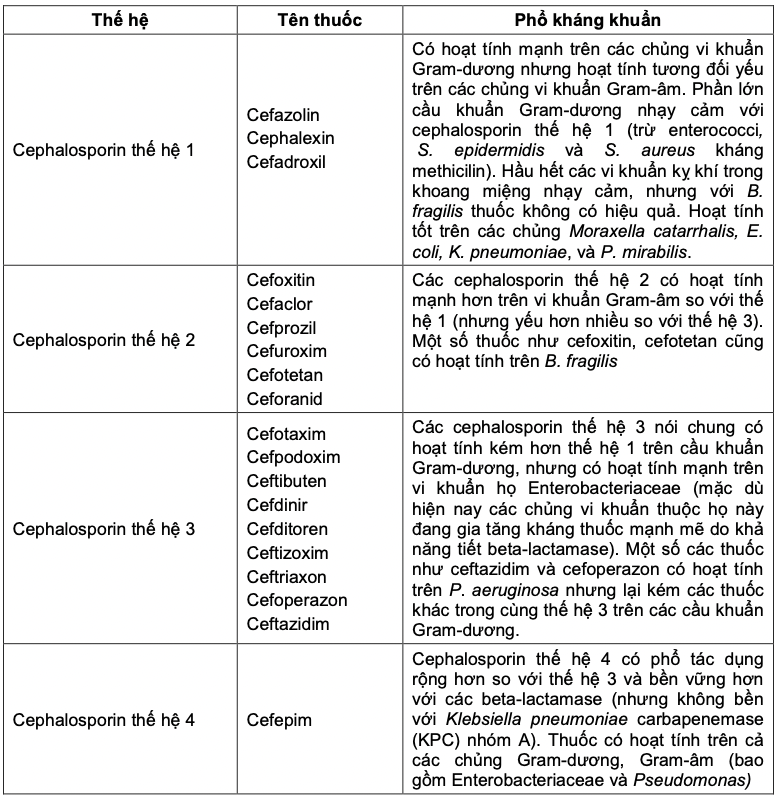 Thế hệ
Tên thuốc
Phổ kháng khuẩn
Cephalosporin thế hệ 1
Cefazolin
Cephalexin
Cefadroxil
Có hoạt tính mạnh trên các chủng vi khuẩn
Gram-dương nhưng hoạt tính tương đối yếu
trên các chủng vi khuẩn Gram-âm. Phần lớn
cầu khuẩn Gram-dương nhạy cảm với
cephalosporin thế hệ 1 (trừ enterococci,
S. epidermidis và S. aureus kháng
methicilin). Hầu hết các vi khuẩn kỵ khí trong
khoang miệng nhạy cảm, nhưng với B.
fragilis thuốc không có hiệu quả. Hoạt tính
tốt trên các chủng Moraxella catarrhalis, E.
coli, K. pneumoniae, và P. mirabilis.
Cephalosporin thế hệ 2
Cefoxitin
Cefaclor
Cefprozil
Cefuroxim
Cefotetan
Ceforanid
Các cephalosporin thế hệ 2 có hoạt tính
mạnh hơn trên vi khuẩn Gram-âm so với thế
hệ 1 (nhưng yếu hơn nhiều so với thế hệ 3).
Một số thuốc như cefoxitin, cefotetan cũng
có hoạt tính trên B. fragilis
Cephalosporin thế hệ 3
Cefotaxim
Cefpodoxim
Ceftibuten
Cefdinir
Cefditoren
Ceftizoxim
Ceftriaxon
Cefoperazon
Ceftazidim
Các cephalosporin thế hệ 3 nói chung có
hoạt tính kém hơn thế hệ 1 trên cầu khuẩn
Gram-dương, nhưng có hoạt tính mạnh trên
vi khuẩn họ Enterobacteriaceae (mặc dù
hiện nay các chủng vi khuẩn thuộc họ này
đang gia tăng kháng thuốc mạnh mẽ do khả
năng tiết beta-lactamase). Một số các thuốc
như ceftazidim và cefoperazon có hoạt tính
trên P. aeruginosa nhưng lại kém các thuốc
khác trong cùng thế hệ 3 trên các cầu khuẩn
Gram-dương.
Cephalosporin thế hệ 4
Cefepim
Cephalosporin thế hệ 4 có phổ tác dụng
rộng hơn so với thế hệ 3 và bền vững hơn
với các beta-lactamase (nhưng không bền
với Klebsiella pneumoniae carbapenemase
(KPC) nhóm A). Thuốc có hoạt tính trên cả
các chủng Gram-dương, Gram-âm (bao
gồm Enterobacteriaceae và Pseudomonas)